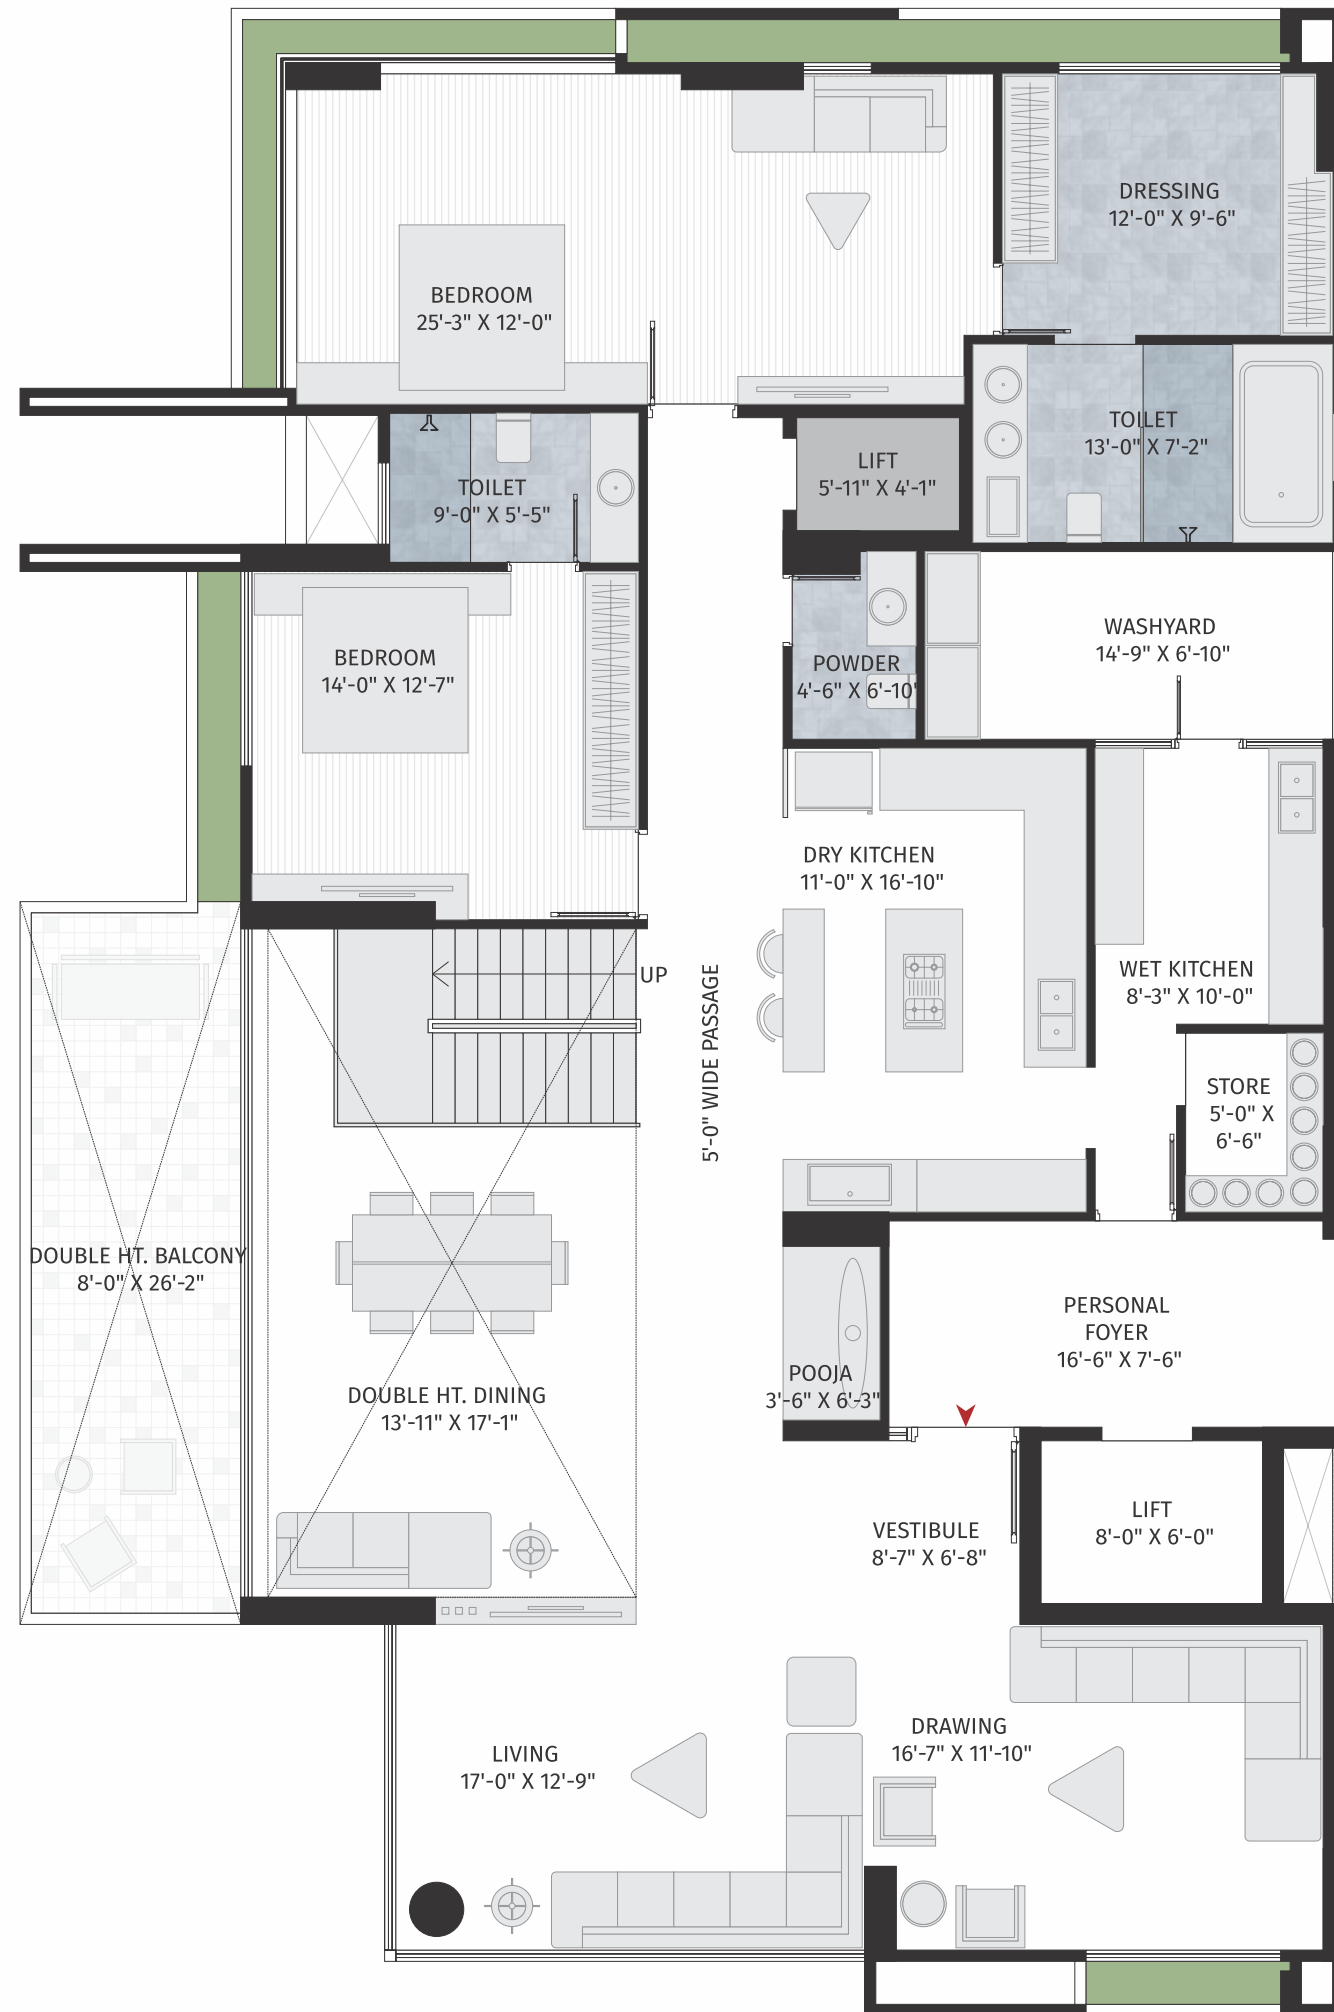 DRESSING
12'-0" X 9'-6"
BEDROOM
25'-3" X 12'-0"
TOILET
13'-0" X 7'-2"
LIFT
5'-11" X 4'-1"
TOILET
9'-0" X 5'-5"
WASHYARD
14'-9" X 6'-10"
BEDROOM
14'-0" X 12'-7"
POWDER
4'-6" X 6'-10'
DRY KITCHEN
11'-0" X 16'-10"
WET KITCHEN
8'-3" X 10'-0"
UP
5'-0" WIDE PASSAGE
STORE
5'-0" X
6'-6"
DOUBLE HT. BALCONY
8'-0" X 26'-2"
PERSONAL
FOYER
16'-6" X 7'-6"
POOJA
3'-6" X 6'-3"
DOUBLE HT. DINING
13'-11" X 17'-1"
VESTIBULE
8'-7" X 6'-8"
LIFT
8'-0" X 6'-0"
LIVING
17'-0" X 12'-9"
DRAWING
16'-7" X 11'-10"